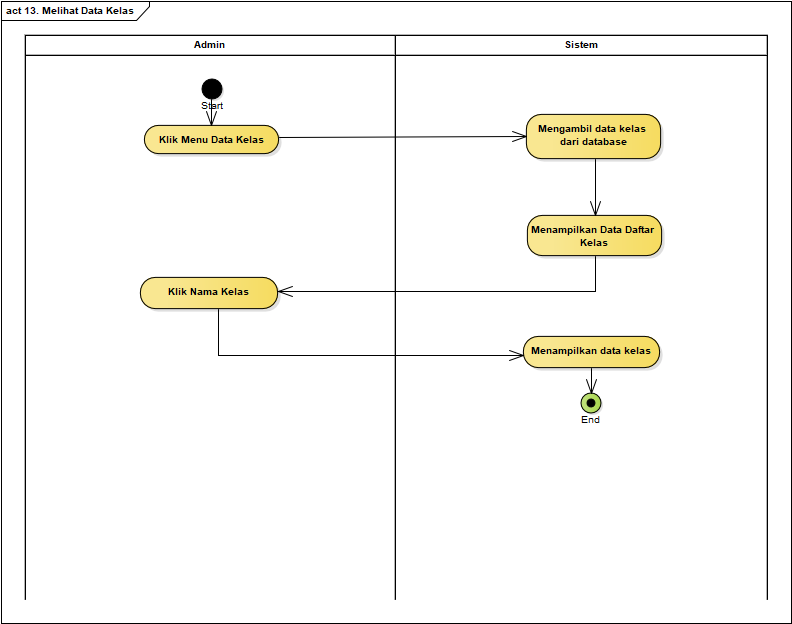 act 13. Melihat Data Kelas
Admin
Sistem
Start
Klik Menu Data Kelas
Mengambil data kelas
dari database
Menampilkan Data Daftar
Kelas
Klik Nama Kelas
Menampilkan data kelas
End